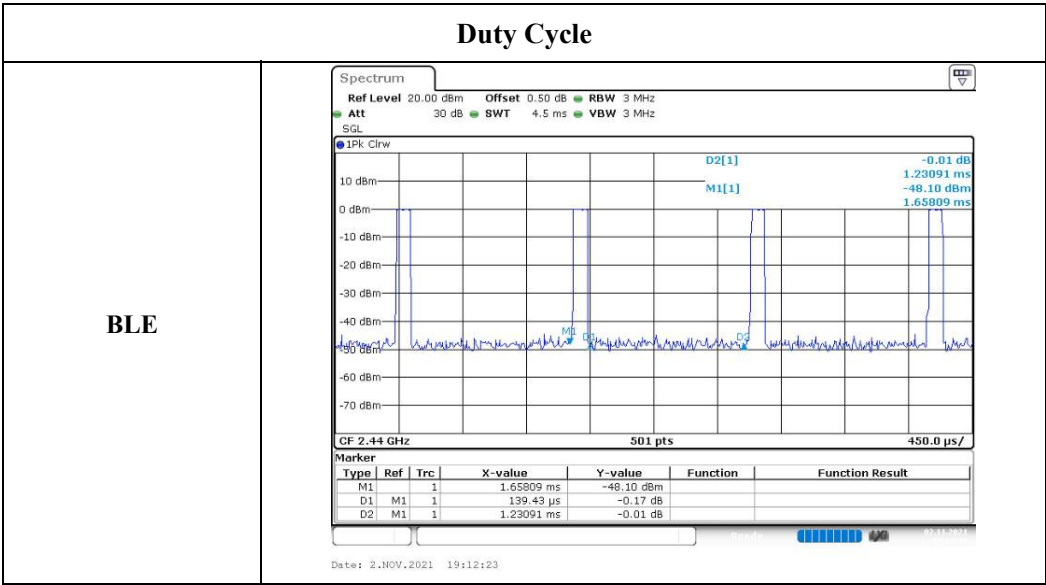 Duty Cycle
BLE
Spectrum
Ref Level 20.00 dBm Offset 0.50 dB RBW 3 MHz
Att 30 dB SWT 4.5 ms VBW 3 MHz
SGL
1Pk Clrw
D2[1] -0.01 dB
1.23091 ms
M1[1] -48.10 dBm
1.65809 ms
10 dBm
0 dBm
-10 dBm
-20 dBm
-30 dBm
-40 dBm
M1 D1 D2
-50 dBm
-60 dBm
-70 dBm
CF 2.44 GHz 501 pts 450.0 µs/
Marker
Type Ref Trc X-value Y-value Function Function Result
M1 1 1.65809 ms -48.10 dBm
D1 M1 1 139.43 µs -0.17 dB
D2 M1 1 1.23091 ms -0.01 dB
Ready 02.11.2021
Date: 2.NOV.2021 19:12:23